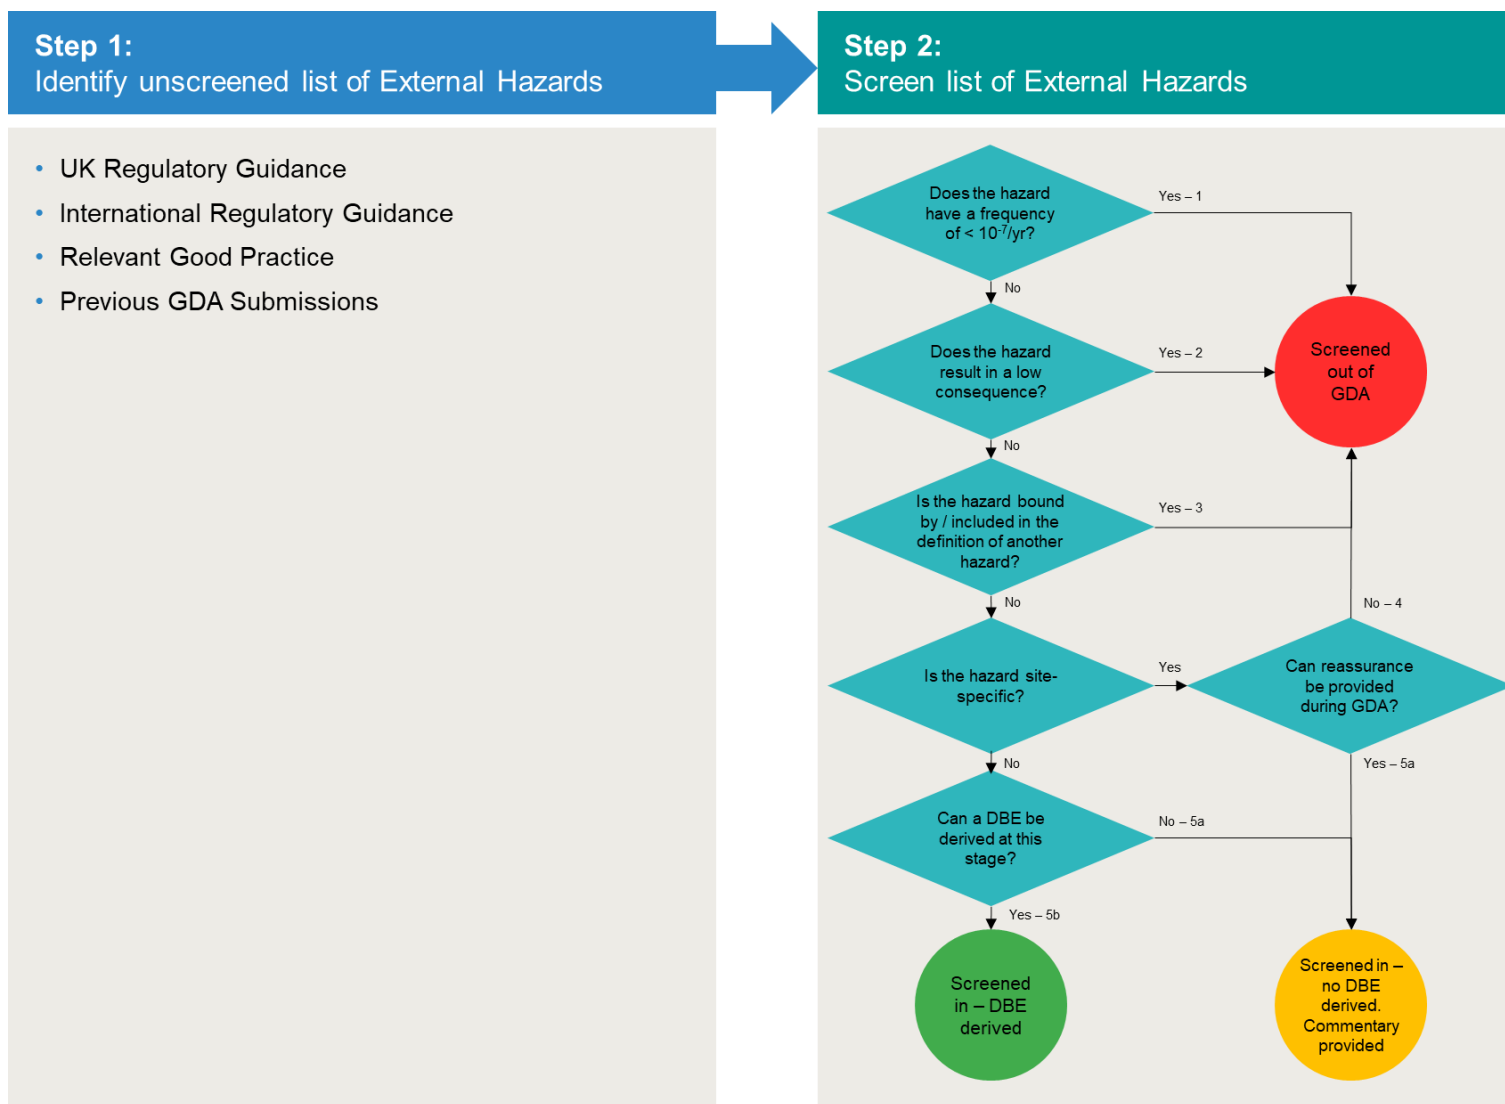 Step 1:
Identify unscreened list of External Hazards
Step 2:
Screen list of External Hazards
• UK Regulatory Guidance
• International Regulatory Guidance
• Relevant Good Practice
• Previous GDA Submissions
Does the hazard
have a frequency
of < 10⁻⁷/yr?
Yes – 1
No
Does the hazard
result in a low
consequence?
Yes – 2
Screened
out of
GDA
No
Is the hazard bound
by / included in the
definition of another
hazard?
Yes – 3
No
No – 4
Is the hazard site-
specific?
Yes
Can reassurance
be provided
during GDA?
No
Yes – 5a
Can a DBE be
derived at this
stage?
No – 5a
Yes – 5b
Screened
in – DBE
derived
Screened in –
no DBE
derived.
Commentary
provided